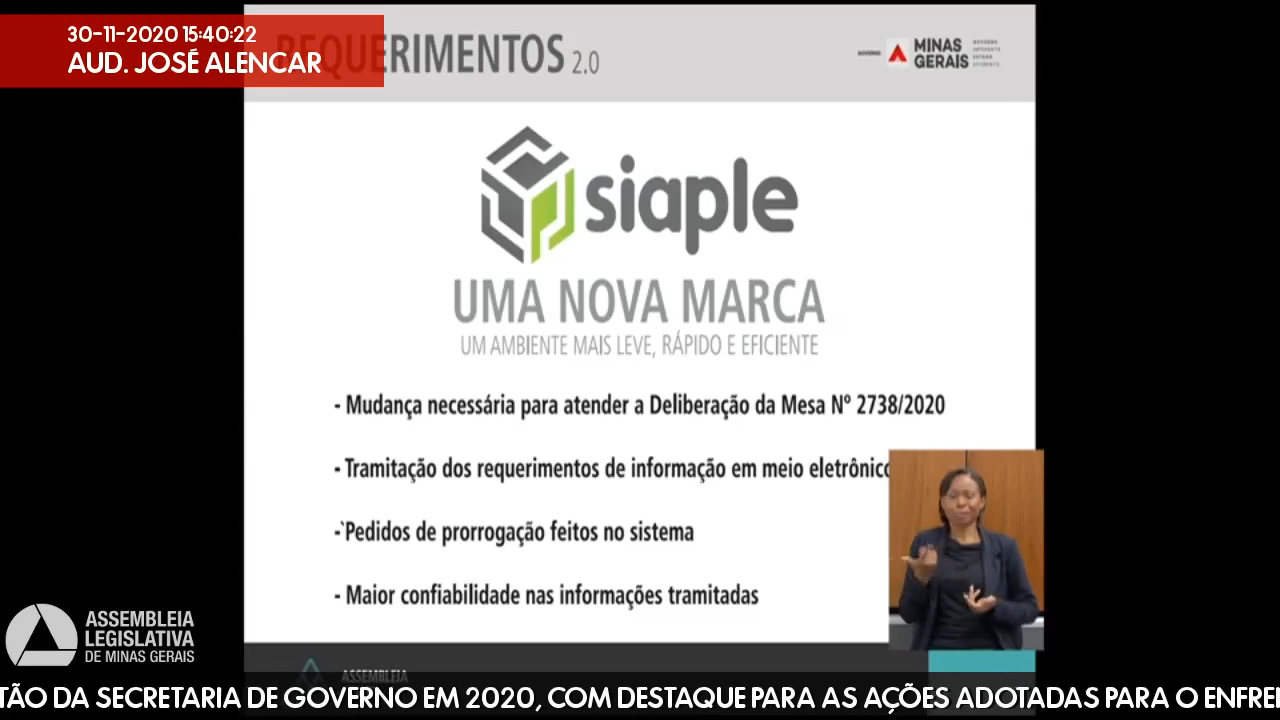 30-11-2020 15:40:22
AUD. JOSÉ ALENCAR
REQUERIMENTOS 2.0
MINAS
GERAIS
siaple
UMA NOVA MARCA
UM AMBIENTE MAIS LEVE, RÁPIDO E EFICIENTE
- Mudança necessária para atender a Deliberação da Mesa Nº 2738/2020
- Tramitação dos requerimentos de informação em meio eletrônico
-`Pedidos de prorrogação feitos no sistema
- Maior confiabilidade nas informações tramitadas
ASSEMBLEIA
LEGISLATIVA
DE MINAS GERAIS
ASSEMBLEIA
TÃO DA SECRETARIA DE GOVERNO EM 2020, COM DESTAQUE PARA AS AÇÕES ADOTADAS PARA O ENFRE